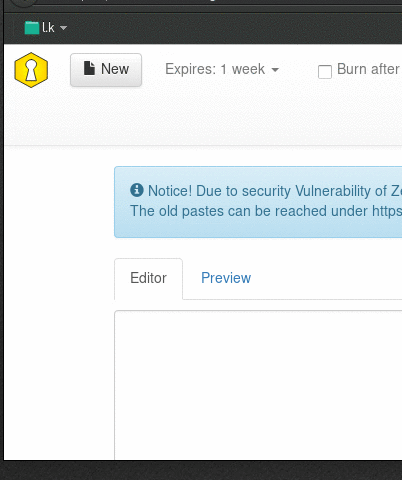 l.k
New
Expires: 1 week
Burn after
Notice! Due to security Vulnerability of Ze
The old pastes can be reached under https
Editor
Preview